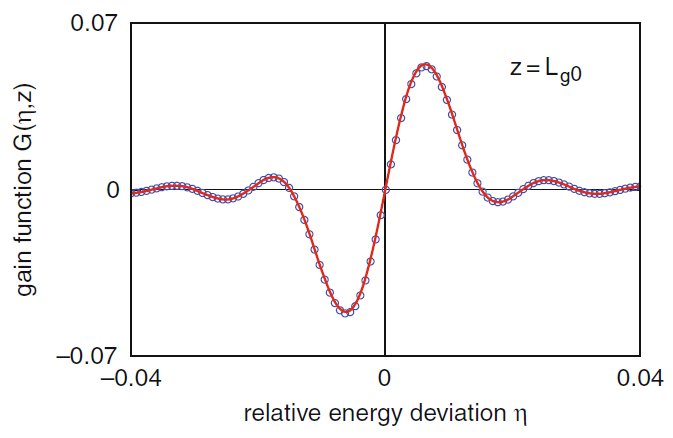 0.07
z=Lg0
gain function G(η,z)
0
−0.07
−0.04
0
0.04
relative energy deviation η